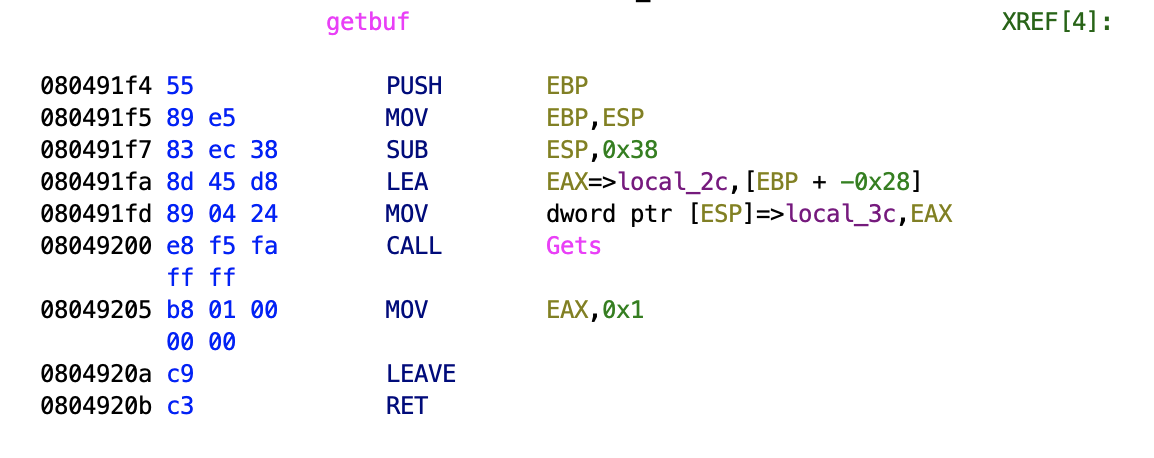 getbuf XREF[4]:
080491f4 55 PUSH EBP
080491f5 89 e5 MOV EBP,ESP
080491f7 83 ec 38 SUB ESP,0x38
080491fa 8d 45 d8 LEA EAX=>local_2c,[EBP + -0x28]
080491fd 89 04 24 MOV dword ptr [ESP]=>local_3c,EAX
08049200 e8 f5 fa CALL Gets
ff ff
08049205 b8 01 00 MOV EAX,0x1
00 00
0804920a c9 LEAVE
0804920b c3 RET